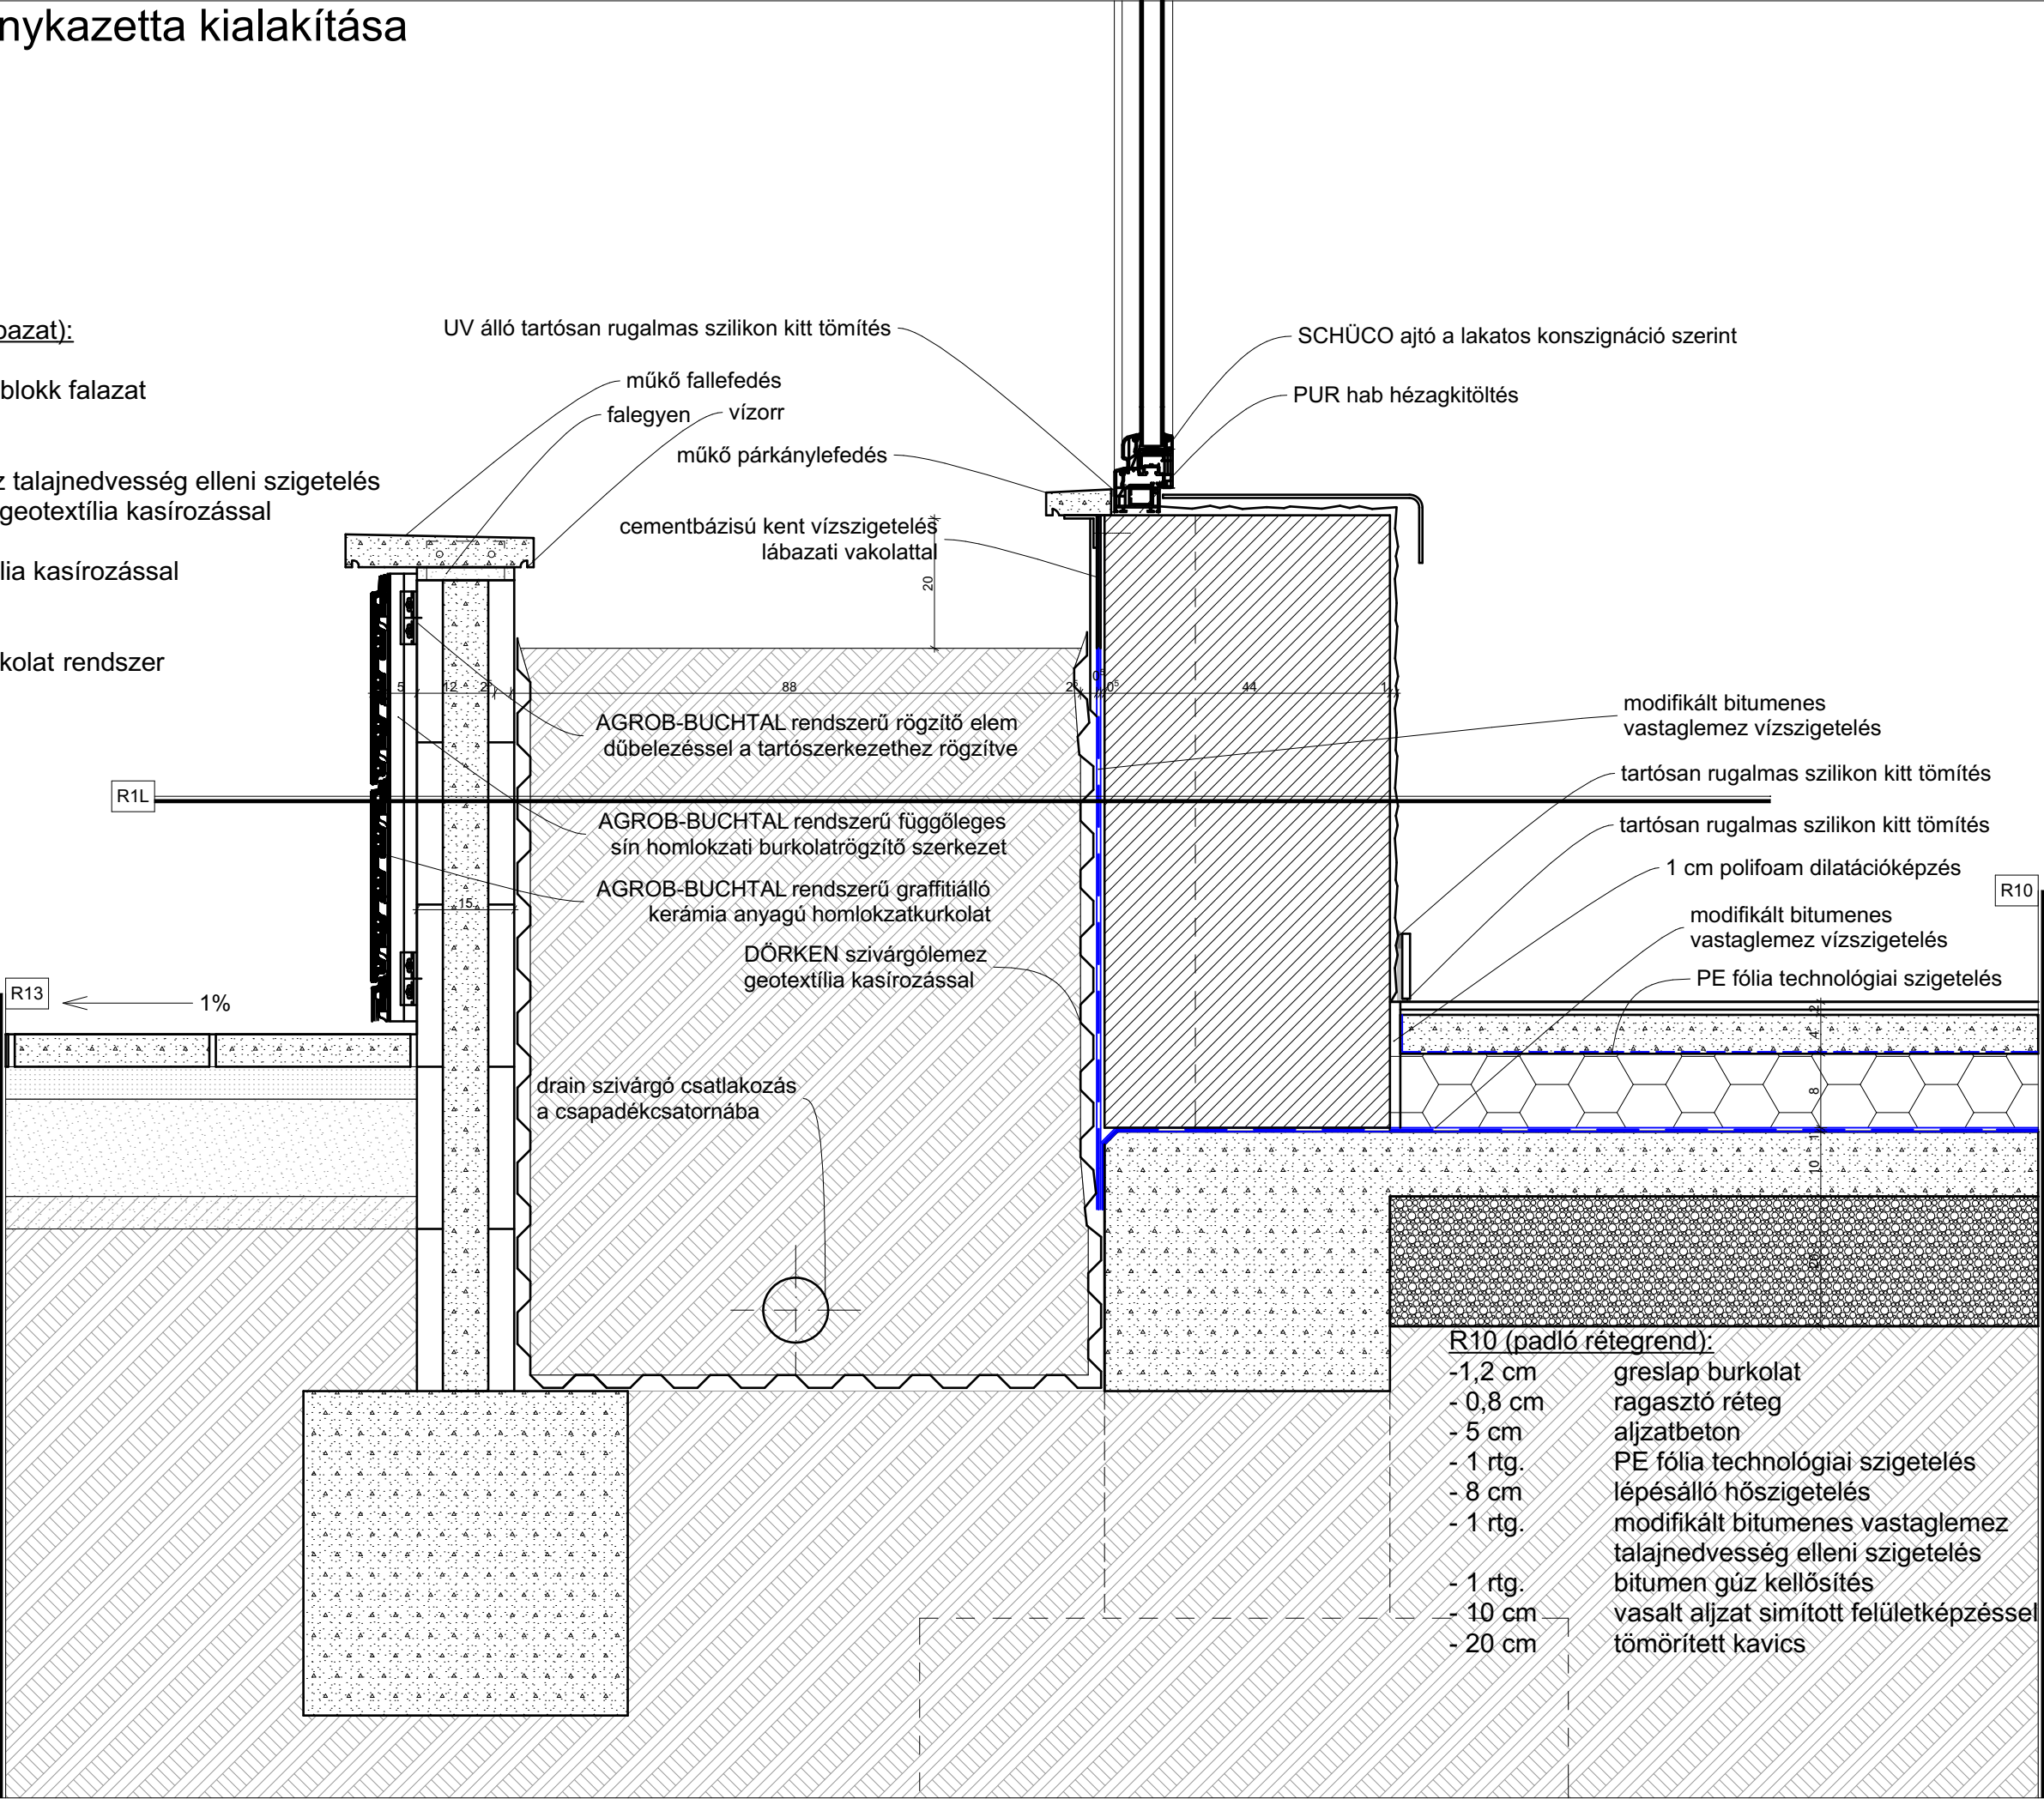 nykazetta kialakítása
bazat):
blokk falazat
z talajnedvesség elleni szigetelés
geotextília kasírozással
lia kasírozással
kolat rendszer
UV álló tartósan rugalmas szilikon kitt tömítés
műkő fallefedés
falegyen
vízorr
műkő párkánylefedés
cementbázisú kent vízszigetelés
lábazati vakolattal
SCHÜCO ajtó a lakatos konszignáció szerint
PUR hab hézagkitöltés
20
5
12
2⁵
88
2⁵
0⁵
0⁵
44
1
AGROB-BUCHTAL rendszerű rögzítő elem
dűbelezéssel a tartószerkezethez rögzítve
R1L
AGROB-BUCHTAL rendszerű függőleges
sín homlokzati burkolatrögzítő szerkezet
AGROB-BUCHTAL rendszerű graffitiálló
kerámia anyagú homlokzatkurkolat
15
DÖRKEN szivárgólemez
geotextília kasírozással
modifikált bitumenes
vastaglemez vízszigetelés
tartósan rugalmas szilikon kitt tömítés
tartósan rugalmas szilikon kitt tömítés
1 cm polifoam dilatációképzés
R10
modifikált bitumenes
vastaglemez vízszigetelés
PE fólia technológiai szigetelés
R13
1%
drain szivárgó csatlakozás
a csapadékcsatornába
2
4
8
1
10
20
R10 (padló rétegrend):
-1,2 cm greslap burkolat
- 0,8 cm ragasztó réteg
- 5 cm aljzatbeton
- 1 rtg. PE fólia technológiai szigetelés
- 8 cm lépésálló hőszigetelés
- 1 rtg. modifikált bitumenes vastaglemez
talajnedvesség elleni szigetelés
- 1 rtg. bitumen gúz kellősítés
- 10 cm vasalt aljzat simított felületképzéssel
- 20 cm tömörített kavics